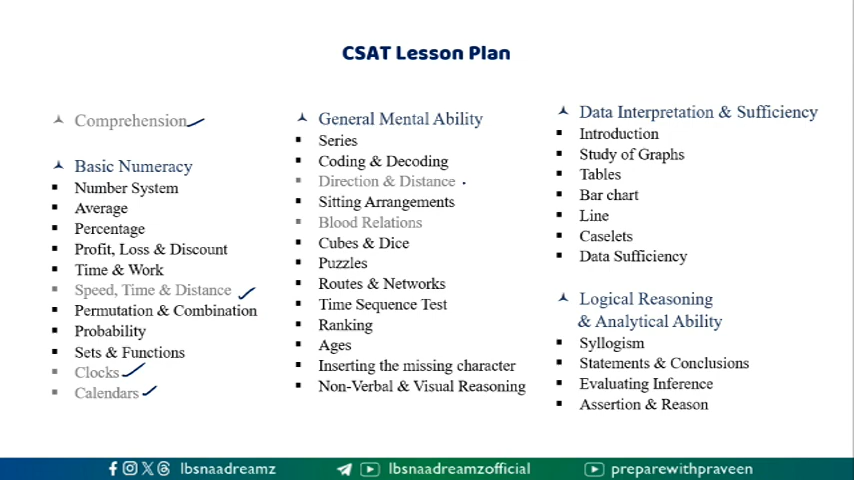 CSAT Lesson Plan
Comprehension
Basic Numeracy
Number System
Average
Percentage
Profit, Loss & Discount
Time & Work
Speed, Time & Distance
Permutation & Combination
Probability
Sets & Functions
Clocks
Calendars
General Mental Ability
Series
Coding & Decoding
Direction & Distance
Sitting Arrangements
Blood Relations
Cubes & Dice
Puzzles
Routes & Networks
Time Sequence Test
Ranking
Ages
Inserting the missing character
Non-Verbal & Visual Reasoning
Data Interpretation & Sufficiency
Introduction
Study of Graphs
Tables
Bar chart
Line
Caselets
Data Sufficiency
Logical Reasoning
& Analytical Ability
Syllogism
Statements & Conclusions
Evaluating Inference
Assertion & Reason
lbsnaadreamz
lbsnaadreamzofficial
preparewithpraveen